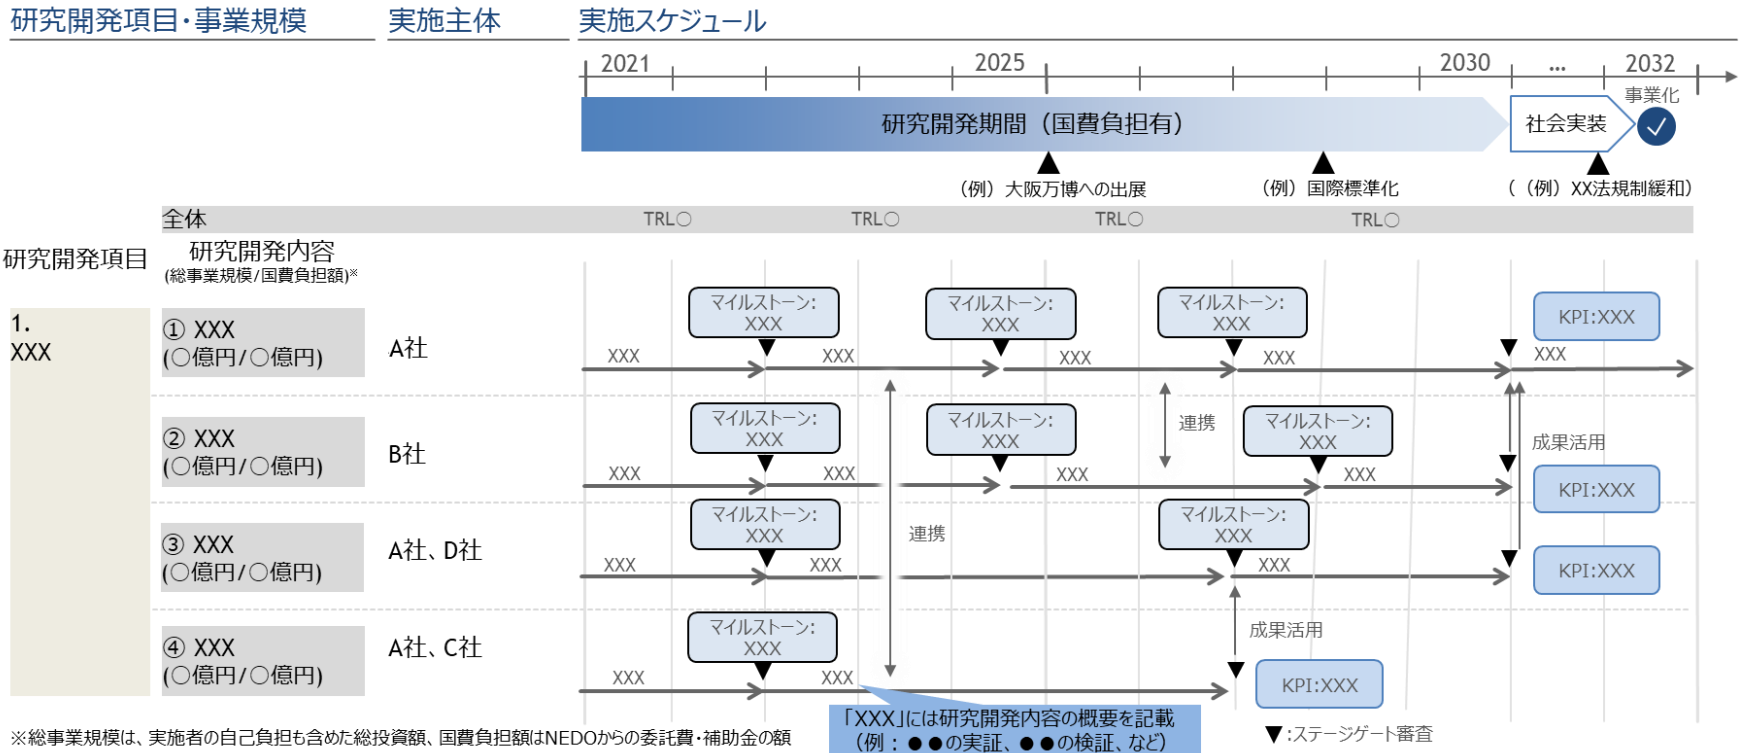 研究開発項目・事業規模
実施主体
実施スケジュール
2021
2025
2030
...
2032
事業化
研究開発期間（国費負担有）
社会実装
（例）大阪万博への出展
（例）国際標準化
（（例）XX法規制緩和）
全体
TRL○
TRL○
TRL○
TRL○
研究開発項目
研究開発内容
(総事業規模/国費負担額)※
1.
XXX
① XXX
(○億円/○億円)
A社
マイルストーン:
XXX
マイルストーン:
XXX
マイルストーン:
XXX
KPI:XXX
XXX
XXX
XXX
XXX
XXX
② XXX
(○億円/○億円)
B社
マイルストーン:
XXX
マイルストーン:
XXX
連携
マイルストーン:
XXX
成果活用
XXX
XXX
XXX
XXX
KPI:XXX
③ XXX
(○億円/○億円)
A社、D社
マイルストーン:
XXX
連携
マイルストーン:
XXX
XXX
XXX
XXX
KPI:XXX
④ XXX
(○億円/○億円)
A社、C社
マイルストーン:
XXX
成果活用
XXX
XXX
KPI:XXX
「XXX」には研究開発内容の概要を記載
（例：●●の実証、●●の検証、など）
▼:ステージゲート審査
※総事業規模は、実施者の自己負担も含めた総投資額、国費負担額はNEDOからの委託費・補助金の額